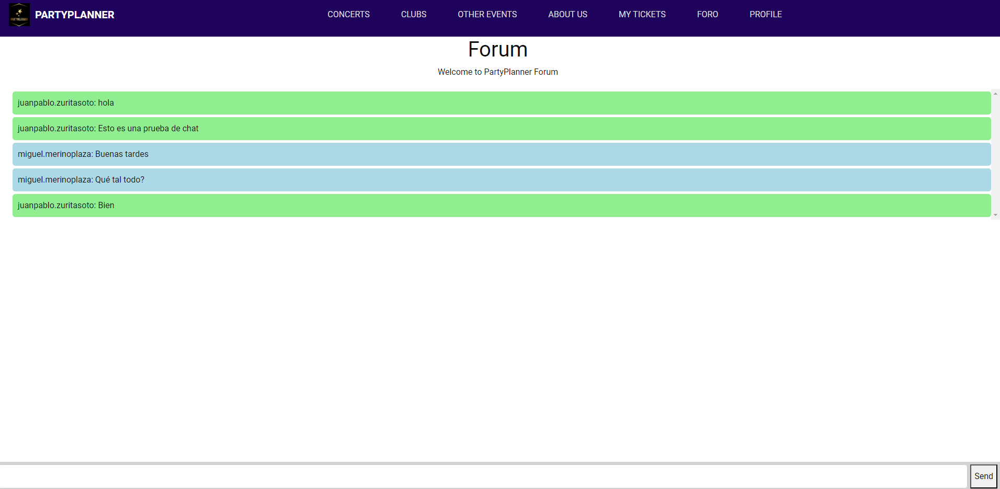 PARTYPLANNER
PARTYPLANNER
CONCERTS
CLUBS
OTHER EVENTS
ABOUT US
MY TICKETS
FORO
PROFILE
Forum
Welcome to PartyPlanner Forum
juanpablo.zuritasoto: hola
juanpablo.zuritasoto: Esto es una prueba de chat
miguel.merinoplaza: Buenas tardes
miguel.merinoplaza: Qué tal todo?
juanpablo.zuritasoto: Bien
Send